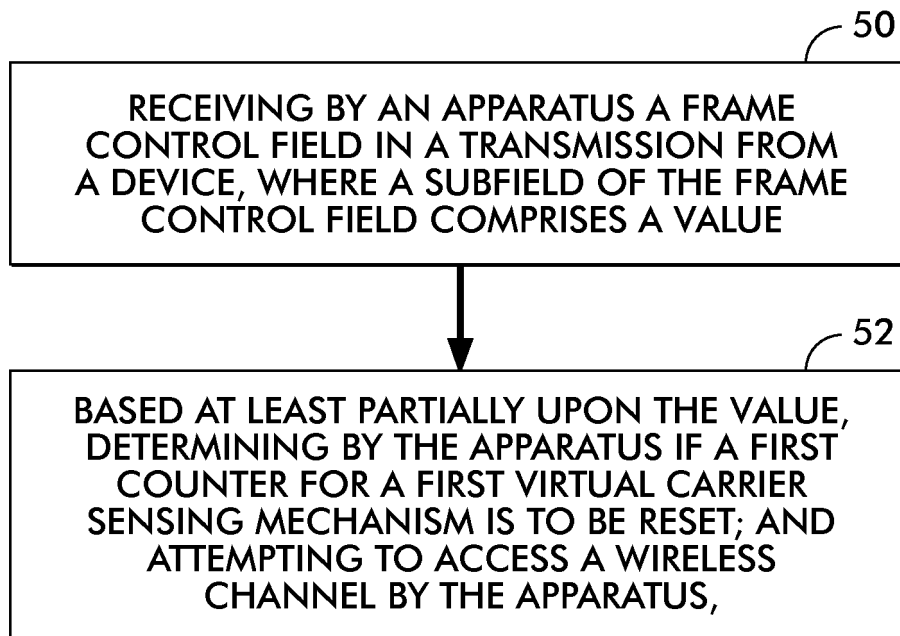 50
RECEIVING BY AN APPARATUS A FRAME
CONTROL FIELD IN A TRANSMISSION FROM
A DEVICE, WHERE A SUBFIELD OF THE FRAME
CONTROL FIELD COMPRISES A VALUE
52
BASED AT LEAST PARTIALLY UPON THE VALUE,
DETERMINING BY THE APPARATUS IF A FIRST
COUNTER FOR A FIRST VIRTUAL CARRIER
SENSING MECHANISM IS TO BE RESET; AND
ATTEMPTING TO ACCESS A WIRELESS
CHANNEL BY THE APPARATUS,